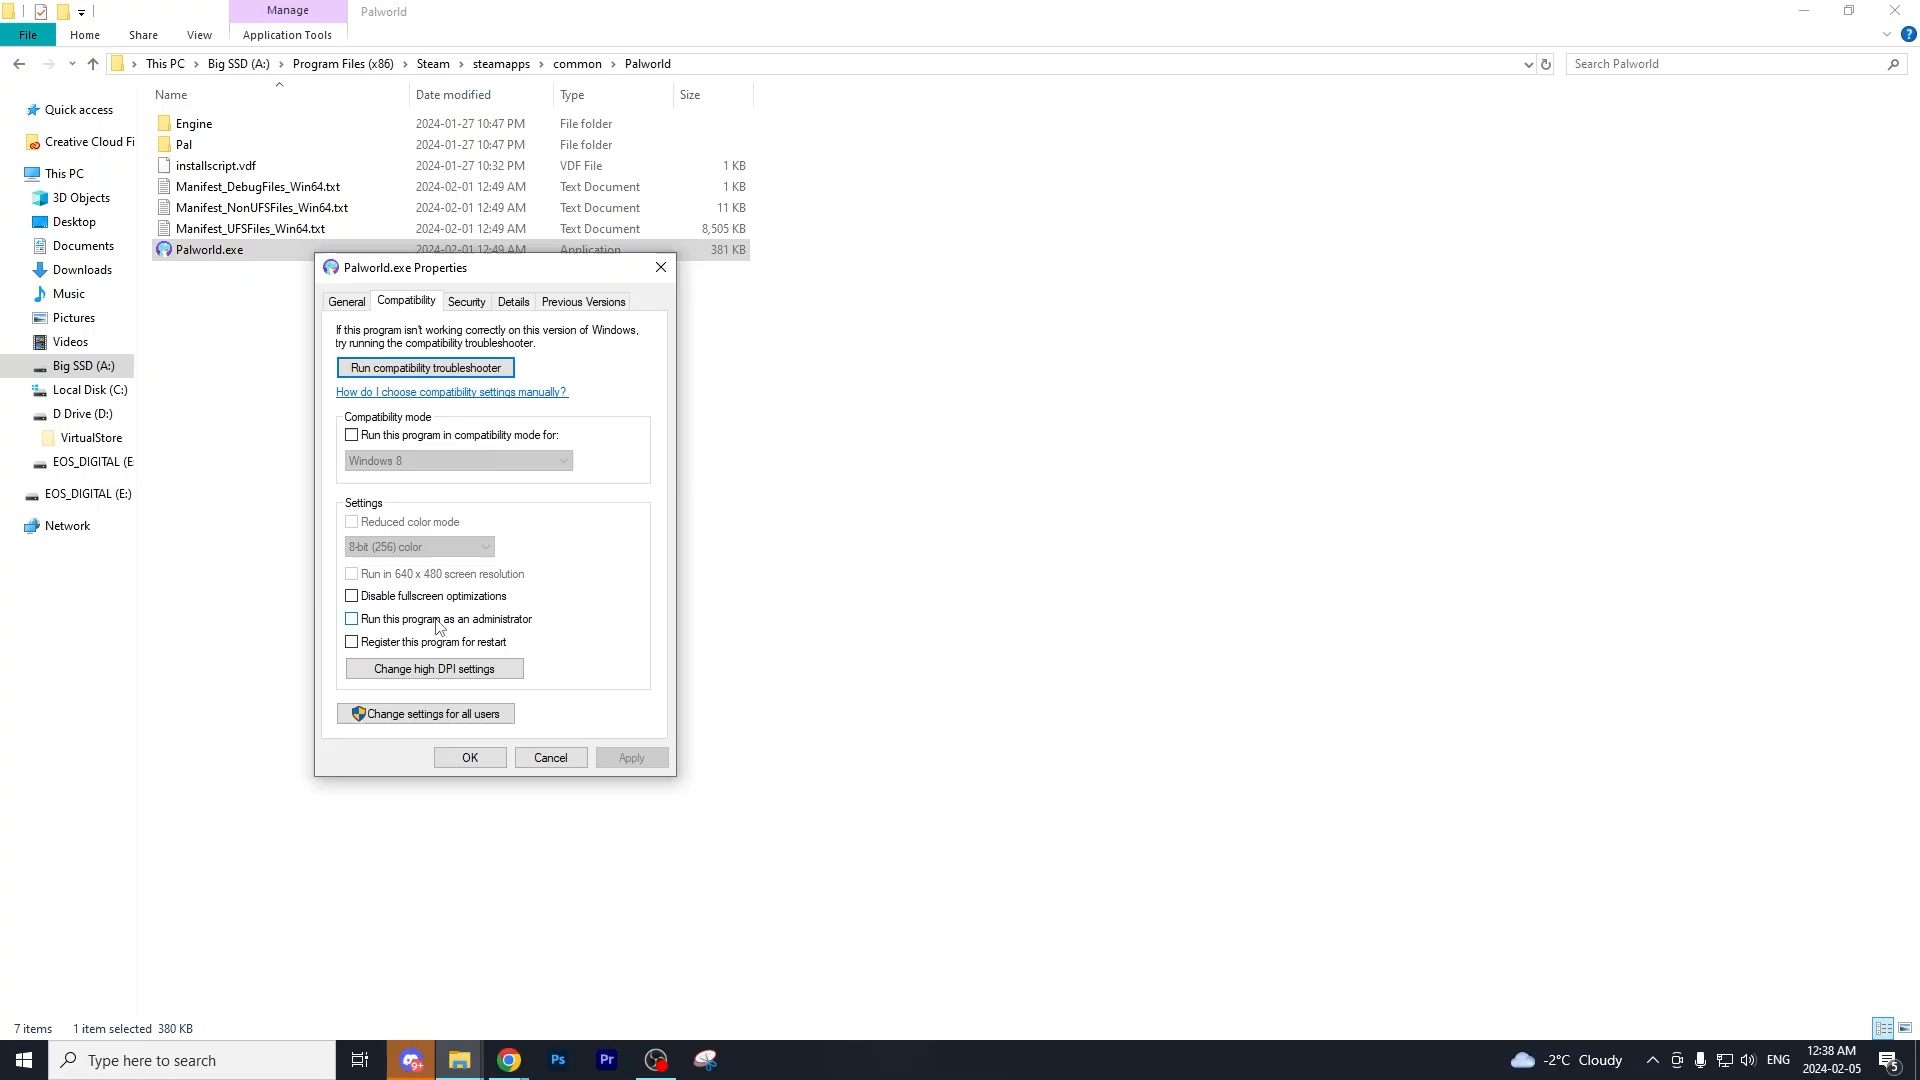 Manage
Palworld
File
Home
Share
View
Application Tools
This PC
Big SSD (A:)
Program Files (x86)
Steam
steamapps
common
Palworld
Search Palworld
Name
Date modified
Type
Size
Quick access
Creative Cloud Fi
This PC
3D Objects
Desktop
Documents
Downloads
Music
Pictures
Videos
Big SSD (A:)
Local Disk (C:)
D Drive (D:)
VirtualStore
EOS_DIGITAL (E:
EOS_DIGITAL (E:)
Network
Engine 2024-01-27 10:47 PM File folder
Pal 2024-01-27 10:47 PM File folder
installscript.vdf 2024-01-27 10:32 PM VDF File 1 KB
Manifest_DebugFiles_Win64.txt 2024-02-01 12:49 AM Text Document 1 KB
Manifest_NonUFSFiles_Win64.txt 2024-02-01 12:49 AM Text Document 11 KB
Manifest_UFSFiles_Win64.txt 2024-02-01 12:49 AM Text Document 8,505 KB
Palworld.exe 2024-02-01 12:49 AM Application 381 KB
Palworld.exe Properties
General
Compatibility
Security
Details
Previous Versions
If this program isn't working correctly on this version of Windows,
try running the compatibility troubleshooter.
Run compatibility troubleshooter
How do I choose compatibility settings manually?
Compatibility mode
Run this program in compatibility mode for:
Windows 8
Settings
Reduced color mode
8-bit (256) color
Run in 640 x 480 screen resolution
Disable fullscreen optimizations
Run this program as an administrator
Register this program for restart
Change high DPI settings
Change settings for all users
OK
Cancel
Apply
7 items
1 item selected 380 KB
Type here to search
9+
Ps
Pr
-2°C Cloudy
ENG
12:38 AM
2024-02-05
5